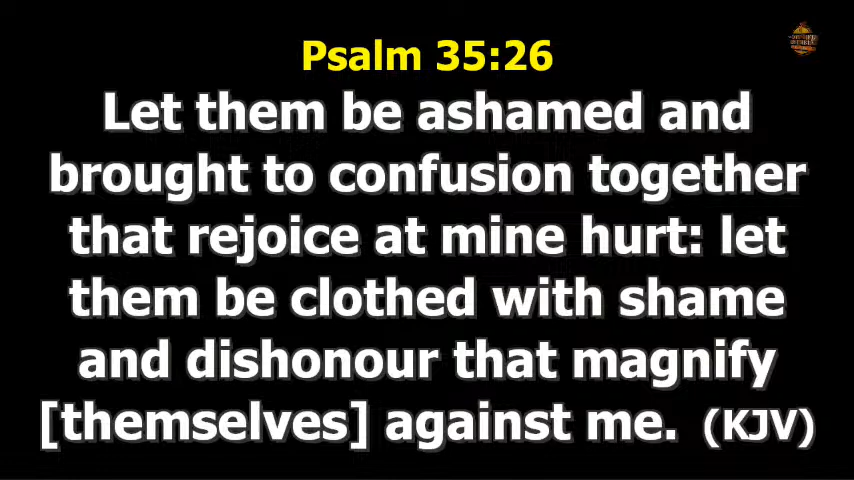 Psalm 35:26
Let them be ashamed and
brought to confusion together
that rejoice at mine hurt: let
them be clothed with shame
and dishonour that magnify
[themselves] against me. (KJV)